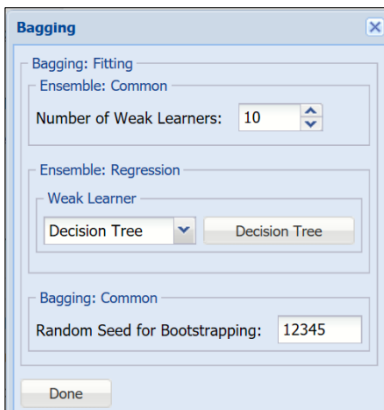 Bagging
Bagging: Fitting
Ensemble: Common
Number of Weak Learners: 10
Ensemble: Regression
Weak Learner
Decision Tree Decision Tree
Bagging: Common
Random Seed for Bootstrapping: 12345
Done